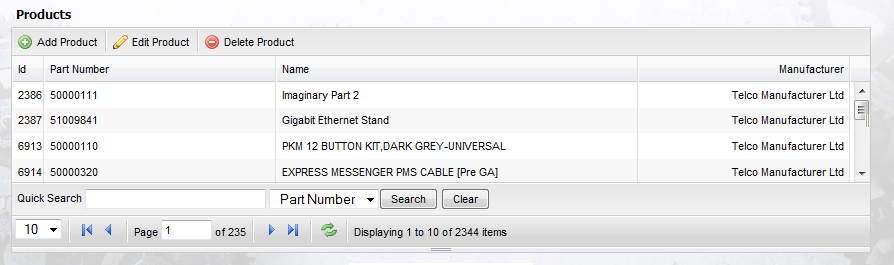 Products
Add Product Edit Product Delete Product
Id Part Number Name Manufacturer
2386 50000111 Imaginary Part 2 Telco Manufacturer Ltd
2387 51009841 Gigabit Ethernet Stand Telco Manufacturer Ltd
6913 50000110 PKM 12 BUTTON KIT,DARK GREY-UNIVERSAL Telco Manufacturer Ltd
6914 50000320 EXPRESS MESSENGER PMS CABLE [Pre GA] Telco Manufacturer Ltd
Quick Search Part Number Search Clear
10 Page 1 of 235 Displaying 1 to 10 of 2344 items